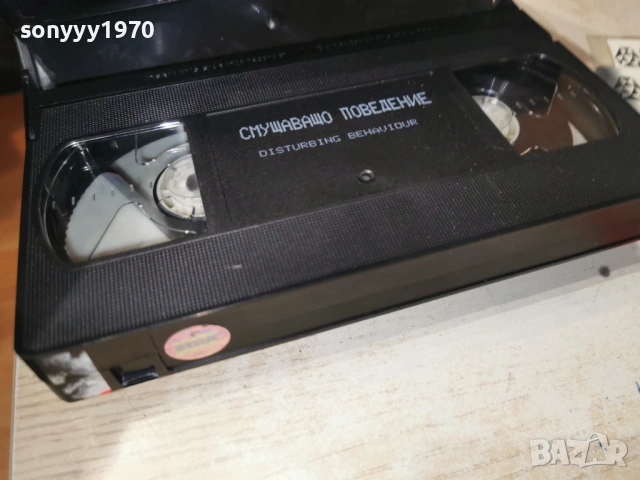 sonyyy1970
СМУЩАВАЩО ПОВЕДЕНИЕ
DISTURBING BEHAVIOUR
BAZAR